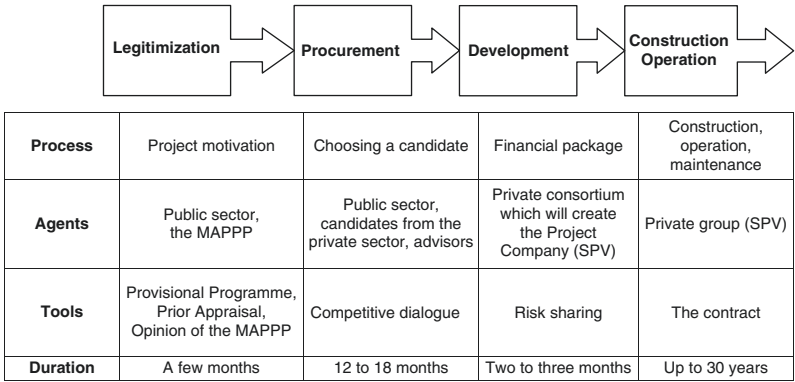 Legitimization
Procurement
Development
Construction
Operation
Process
Project motivation
Choosing a candidate
Financial package
Construction,
operation,
maintenance
Agents
Public sector,
the MAPPP
Public sector,
candidates from the
private sector, advisors
Private consortium
which will create
the Project
Company (SPV)
Private group (SPV)
Tools
Provisional Programme,
Prior Appraisal,
Opinion of the MAPPP
Competitive dialogue
Risk sharing
The contract
Duration
A few months
12 to 18 months
Two to three months
Up to 30 years